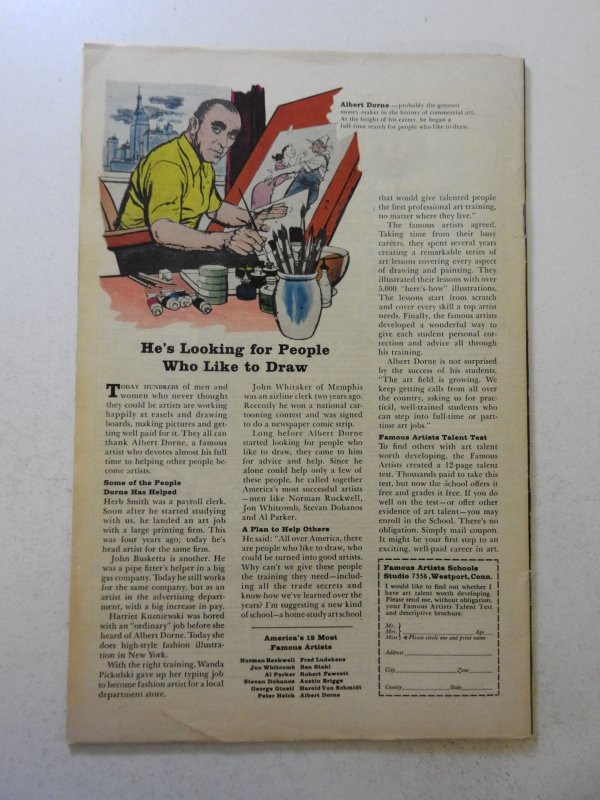 Albert Dorne—probably the greatest
money-maker in the history of commercial art.
At the height of his career, he began a
full-time search for people who like to draw.
He's Looking for People
Who Like to Draw
TODAY HUNDREDS of men and
women who never thought
they could be artists are working
happily at easels and drawing
boards, making pictures and get-
ting well paid for it. They all can
thank Albert Dorne, a famous
artist who devotes almost his full
time to helping other people be-
come artists.
Some of the People
Dorne Has Helped
Herb Smith was a payroll clerk.
Soon after he started studying
with us, he landed an art job
with a large printing firm. This
was four years ago; today he's
head artist for the same firm.
John Busketta is another. He
was a pipe fitter's helper in a big
gas company. Today he still works
for the same company, but as an
artist in the advertising depart-
ment, with a big increase in pay.
Harriet Kuzniewski was bored
with an "ordinary" job before she
heard of Albert Dorne. Today she
does high-style fashion illustra-
tion in New York.
With the right training, Wanda
Pickulski gave up her typing job
to become fashion artist for a local
department store.
John Whitaker of Memphis
was an airline clerk two years ago.
Recently he won a national car-
tooning contest and was signed
to do a newspaper comic strip.
Long before Albert Dorne
started looking for people who
like to draw, they came to him
for advice and help. Since he
alone could help only a few of
these people, he called together
America's most successful artists
—men like Norman Rockwell,
Jon Whitcomb, Stevan Dohanos
and Al Parker.
A Plan to Help Others
He said: "All over America, there
are people who like to draw, who
could be turned into good artists.
Why can't we give these people
the training they need—includ-
ing all the trade secrets and
know-how we've learned over the
years? I'm suggesting a new kind
of school—a home-study art school
America's 12 Most
Famous Artists
Norman Rockwell Fred Ludekens
Jon Whitcomb Ben Stahl
Al Parker Robert Fawcett
Stevan Dohanos Austin Briggs
George Giusti Harold Von Schmidt
Peter Helck Albert Dorne
that would give talented people
the best professional art training,
no matter where they live."
The famous artists agreed.
Taking time from their busy
careers, they spent several years
creating a remarkable series of
art lessons covering every aspect
of drawing and painting. They
illustrated their lessons with over
5,000 "here's-how" illustrations.
The lessons start from scratch
and cover every skill a top artist
needs. Finally, the famous artists
developed a wonderful way to
give each student personal cor-
rection and advice all through
his training.
Albert Dorne is not surprised
by the success of his students.
"The art field is growing. We
keep getting calls from all over
the country, asking us for prac-
tical, well-trained students who
can step into full-time or part-
time art jobs."
Famous Artists Talent Test
To find others with art talent
worth developing, the Famous
Artists created a 12-page talent
test. Thousands paid to take this
test, but now the School offers it
free and grades it free. If you do
well on the test—or offer other
evidence of art talent—you may
enroll in the School. There's no
obligation. Simply mail coupon.
It might be your first step to an
exciting, well-paid career in art.
Famous Artists Schools
Studio 7356, Westport, Conn.
I would like to find out whether I
have art talent worth developing.
Please send me, without obligation,
your Famous Artists Talent Test
and descriptive brochure.
Mr.
Mrs. Age
Miss Please circle one and print name
Address
City Zone
County State